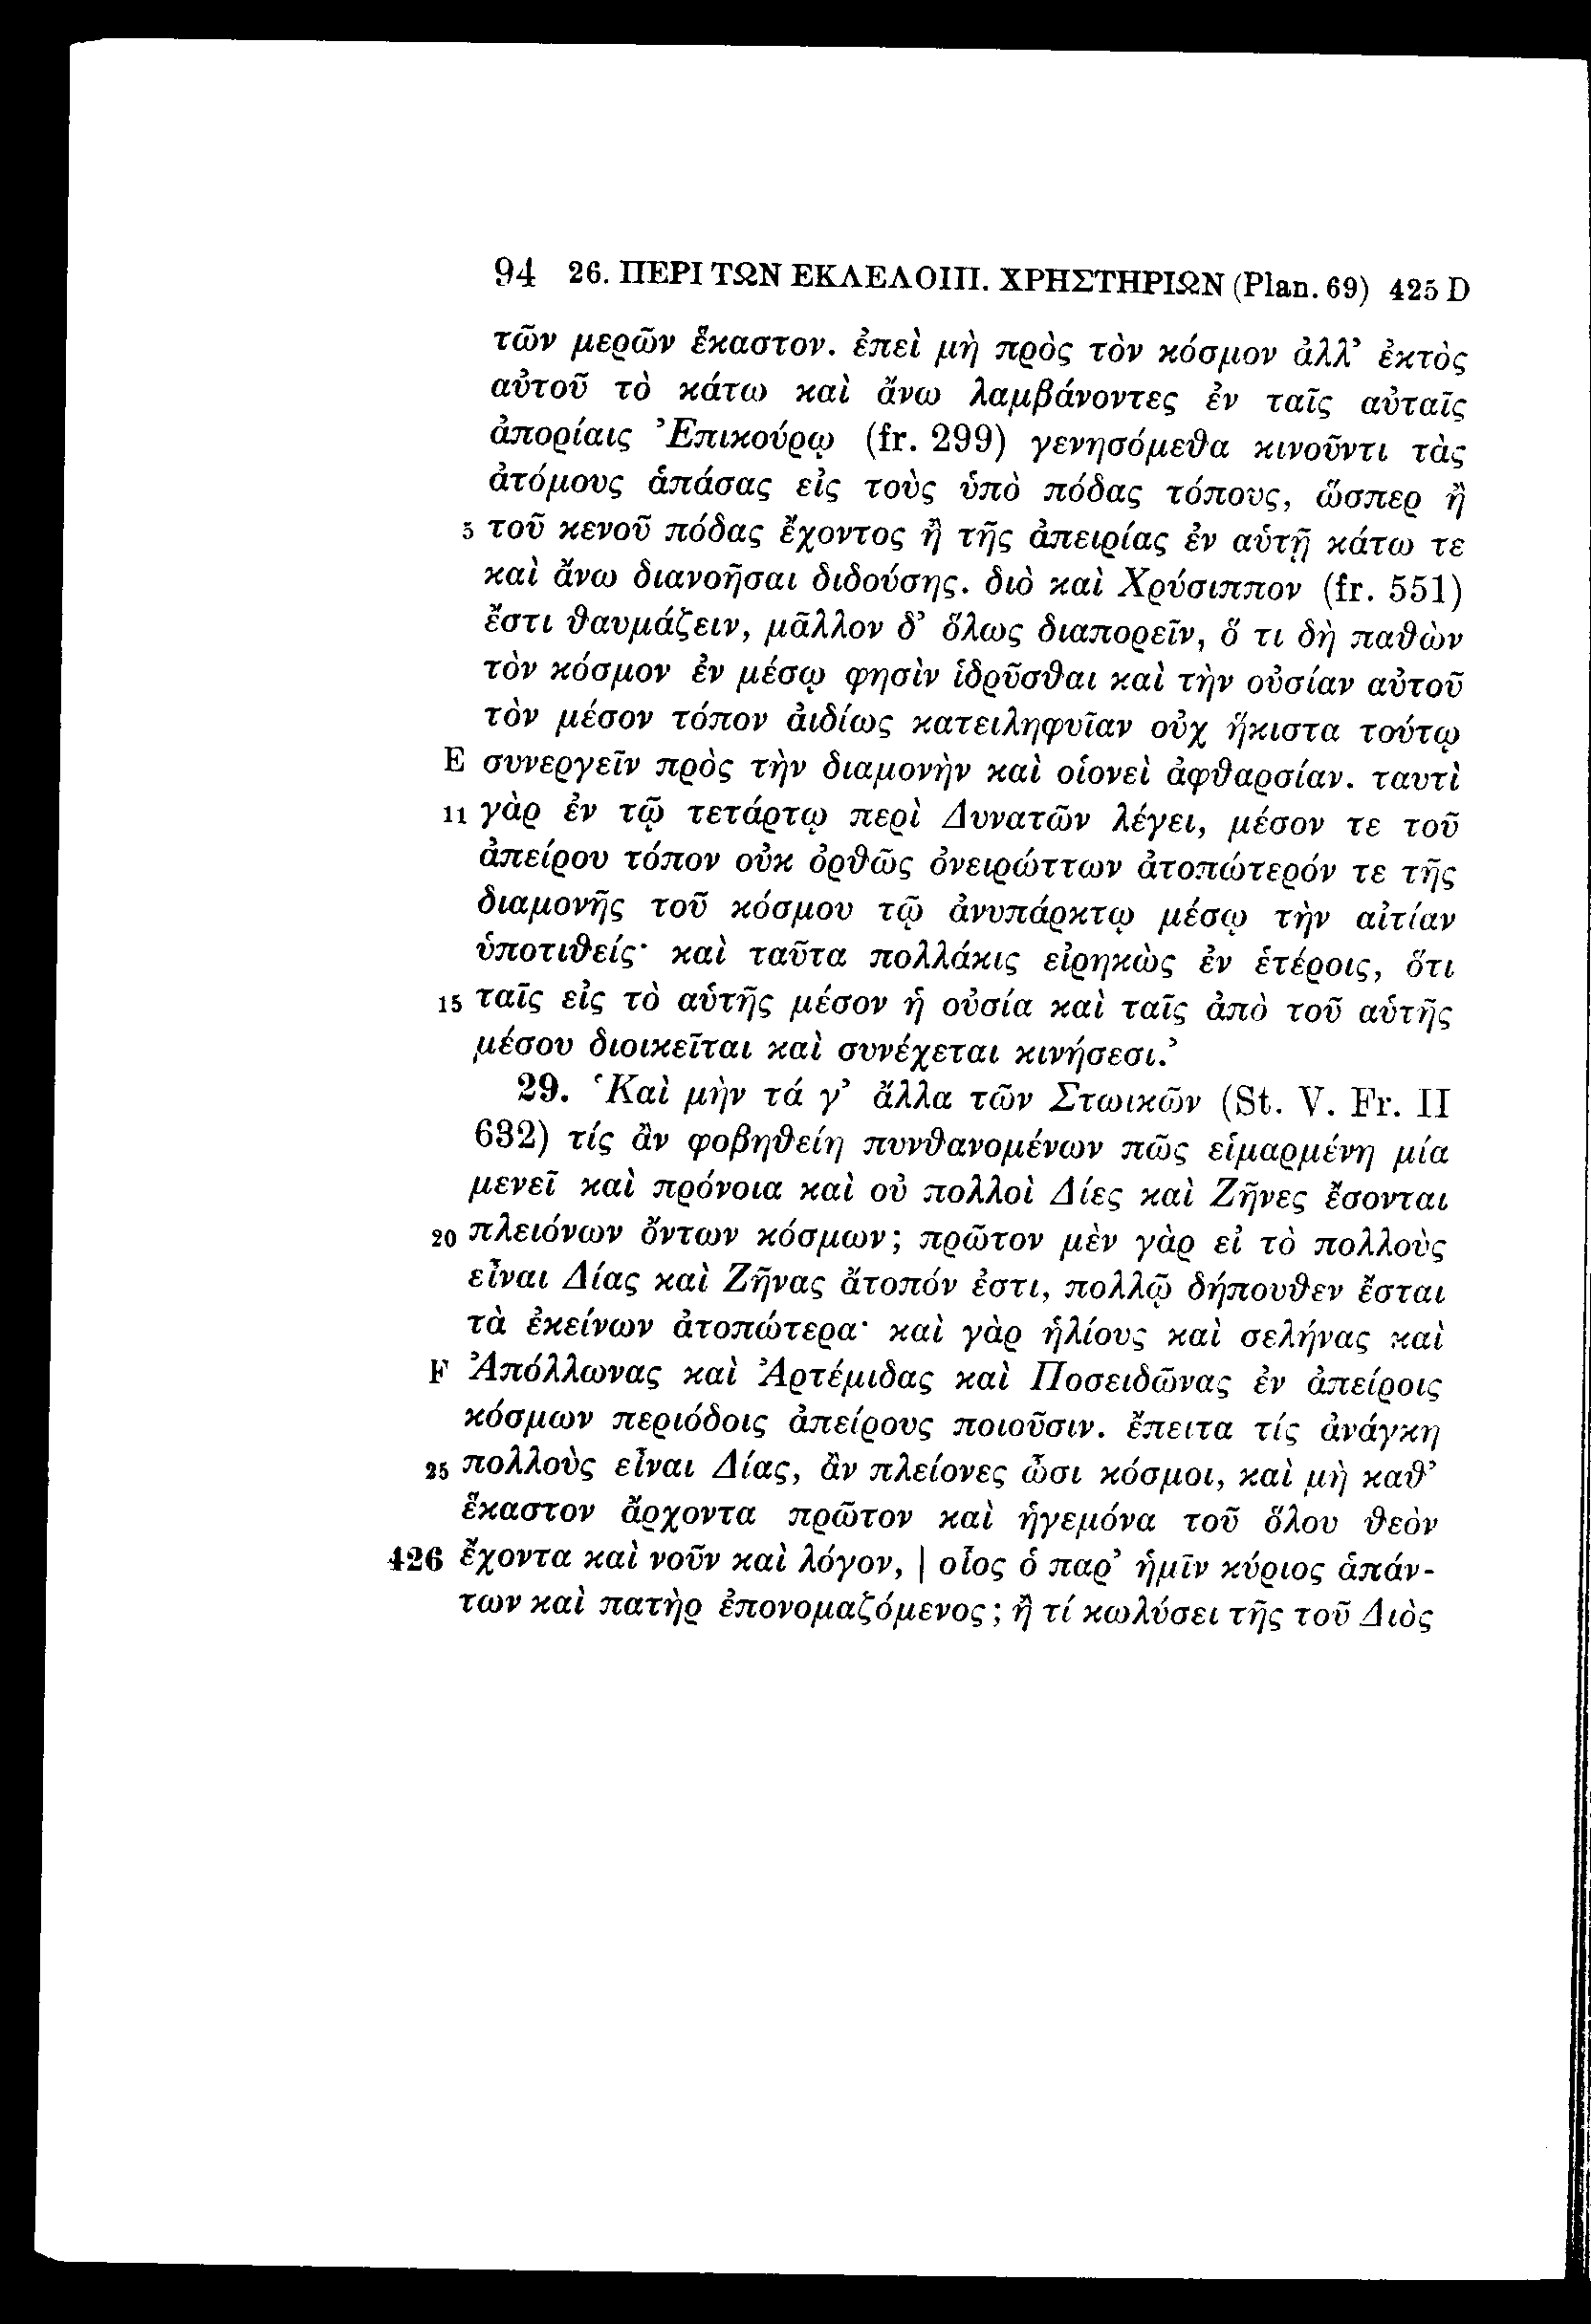 94 26. ΠΕΡΙ ΤΩΝ ΕΚΛΕΛΟΙΠ. ΧΡΗΣΤΗΡΙΩΝ (Plan. 69) 425 D
τῶν μερῶν ἕκαστον. ἐπεὶ μὴ πρὸς τὸν κόσμον ἀλλ’ ἐκτὸς
αὐτοῦ τὸ κάτω καὶ ἄνω λαμβάνοντες ἐν ταῖς αὐταῖς
ἀπορίαις Ἐπικούρῳ (fr. 299) γενησόμεθα κινοῦντι τὰς
ἀτόμους ἁπάσας εἰς τοὺς ὑπὸ πόδας τόπους, ὥσπερ ἢ
5 τοῦ κενοῦ πόδας ἔχοντος ἢ τῆς ἀπειρίας ἐν αὑτῇ κάτω τε
καὶ ἄνω διανοῆσαι διδούσης. διὸ καὶ Χρύσιππον (fr. 551)
ἔστι θαυμάζειν, μᾶλλον δ’ ὅλως διαπορεῖν, ὅ τι δὴ παθὼν
τὸν κόσμον ἐν μέσῳ φησὶν ἱδρῦσθαι καὶ τὴν οὐσίαν αὐτοῦ
τὸν μέσον τόπον ἀιδίως κατειληφυῖαν οὐχ ἥκιστα τούτῳ
E συνεργεῖν πρὸς τὴν διαμονὴν καὶ οἱονεὶ ἀφθαρσίαν. ταυτὶ
11 γὰρ ἐν τῷ τετάρτῳ περὶ Δυνατῶν λέγει, μέσον τε τοῦ
ἀπείρου τόπον οὐκ ὀρθῶς ὀνειρώττων ἀτοπώτερόν τε τῆς
διαμονῆς τοῦ κόσμου τῷ ἀνυπάρκτῳ μέσῳ τὴν αἰτίαν
ὑποτιθείς· καὶ ταῦτα πολλάκις εἰρηκὼς ἐν ἑτέροις, ὅτι
15 ταῖς εἰς τὸ αὑτῆς μέσον ἡ οὐσία καὶ ταῖς ἀπὸ τοῦ αὑτῆς
μέσου διοικεῖται καὶ συνέχεται κινήσεσι.’
29. ‘Καὶ μὴν τά γ’ ἄλλα τῶν Στωικῶν (St. V. Fr. II
632) τίς ἂν φοβηθείη πυνθανομένων πῶς εἱμαρμένη μία
μενεῖ καὶ πρόνοια καὶ οὐ πολλοὶ Δίες καὶ Ζῆνες ἔσονται
20 πλειόνων ὄντων κόσμων; πρῶτον μὲν γὰρ εἰ τὸ πολλοὺς
εἶναι Δίας καὶ Ζῆνας ἄτοπόν ἐστι, πολλῷ δήπουθεν ἔσται
τὰ ἐκείνων ἀτοπώτερα· καὶ γὰρ ἡλίους καὶ σελήνας καὶ
F Ἀπόλλωνας καὶ Ἀρτέμιδας καὶ Ποσειδῶνας ἐν ἀπείροις
κόσμων περιόδοις ἀπείρους ποιοῦσιν. ἔπειτα τίς ἀνάγκη
25 πολλοὺς εἶναι Δίας, ἂν πλείονες ὦσι κόσμοι, καὶ μὴ καθ’
ἕκαστον ἄρχοντα πρῶτον καὶ ἡγεμόνα τοῦ ὅλου θεὸν
426 ἔχοντα καὶ νοῦν καὶ λόγον, | οἷος ὁ παρ’ ἡμῖν κύριος ἁπάν-
των καὶ πατὴρ ἐπονομαζόμενος; ἢ τί κωλύσει τῆς τοῦ Διὸς